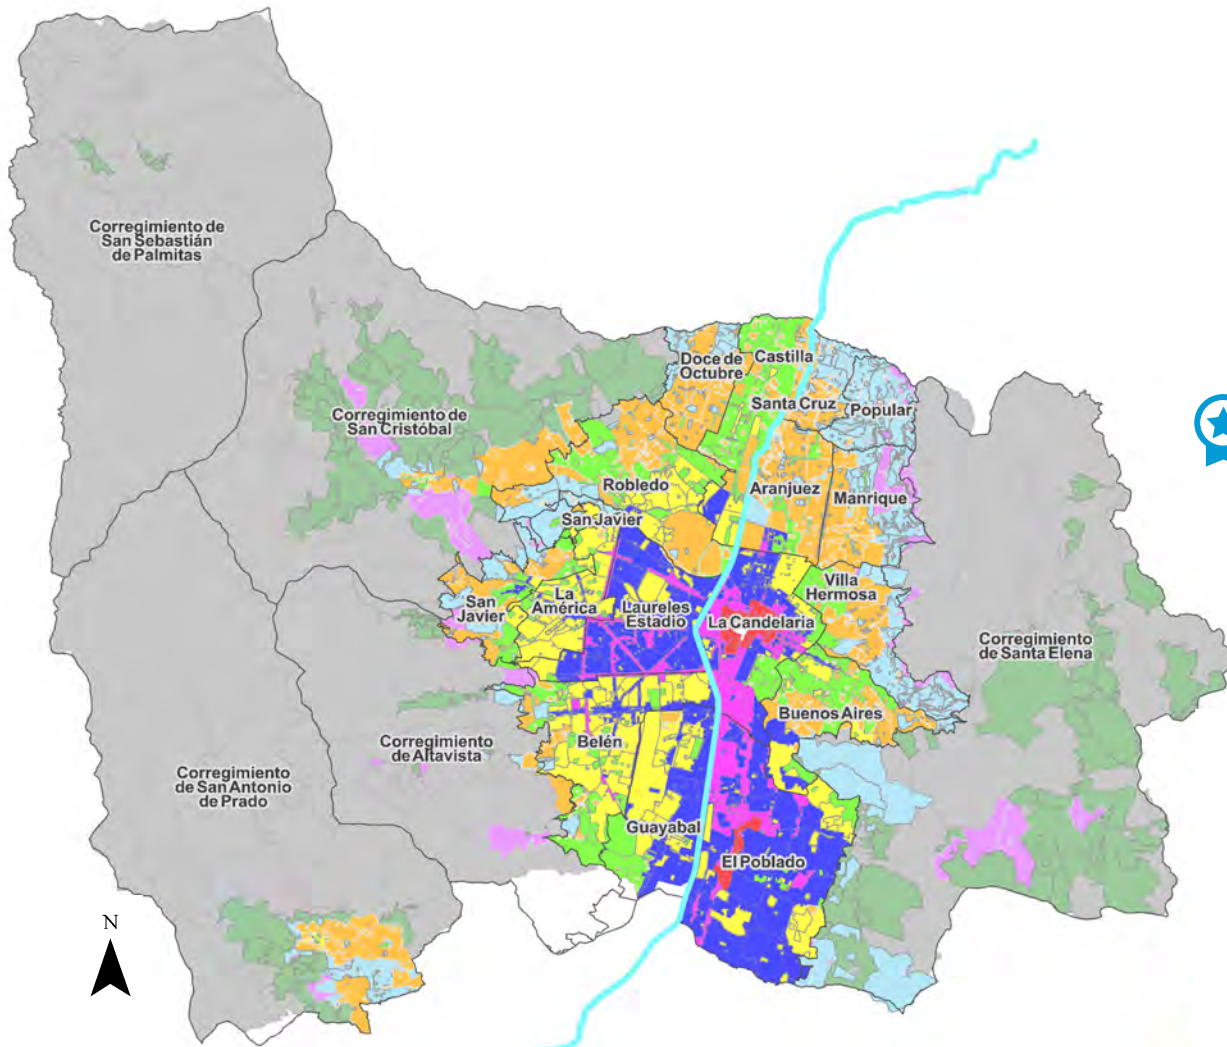 Corregimiento de
San Sebastián
de Palmitas
Doce de
Octubre
Castilla
Santa Cruz
Popular
Corregimiento de
San Cristóbal
Robledo
Aranjuez
Manrique
San Javier
Villa
Hermosa
San
Javier
La
América
Laureles
Estadio
La Candelaria
Corregimiento
de Santa Elena
Buenos Aires
Corregimiento
de Altavista
Belén
Corregimiento
de San Antonio
de Prado
Guayabal
El Poblado
N